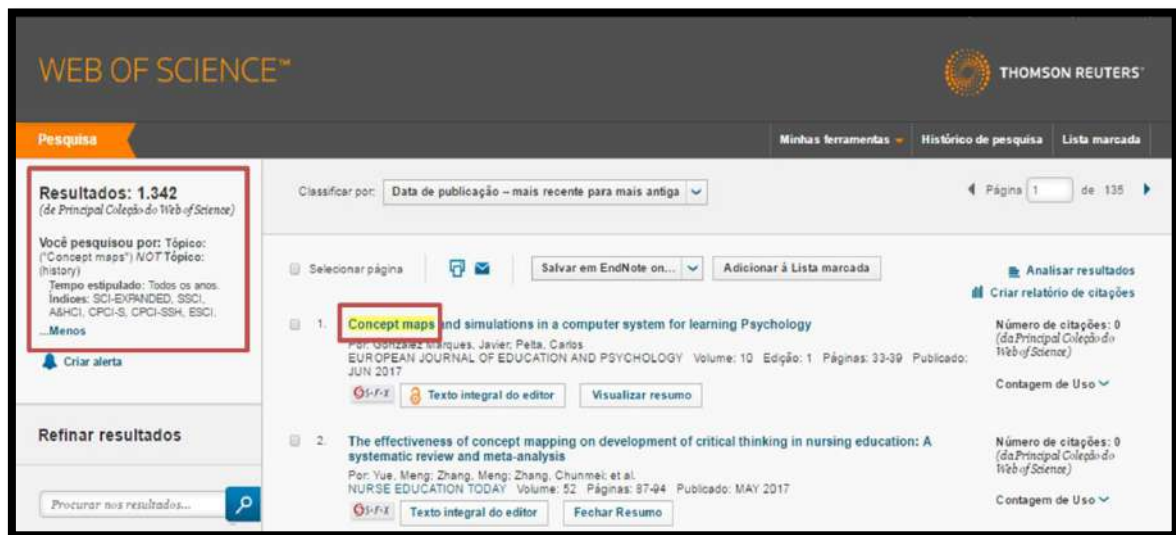 WEB OF SCIENCE™
THOMSON REUTERS™
Pesquisa
Minhas ferramentas
Histórico de pesquisa
Lista marcada
Resultados: 1.342
(de Principal Coleção do Web of Science)
Você pesquisou por: Tópico:
("Concept maps") NOT Tópico:
(history)
Tempo estipulado: Todos os anos.
Índices: SCI-EXPANDED, SSCI,
A&HCI, CPCI-S, CPCI-SSH, ESCI.
...Menos
Criar alerta
Refinar resultados
Procurar nos resultados...
Classificar por: Data de publicação – mais recente para mais antiga
Página 1 de 135
Selecionar página
Salvar em EndNote on...
Adicionar à Lista marcada
Analisar resultados
Criar relatório de citações
1. Concept maps and simulations in a computer system for learning Psychology
Por: Gonzalez Marques, Javier; Pelta, Carlos
EUROPEAN JOURNAL OF EDUCATION AND PSYCHOLOGY Volume: 10 Edição: 1 Páginas: 33-39 Publicado:
JUN 2017
S·F·X
Texto integral do editor
Visualizar resumo
Número de citações: 0
(da Principal Coleção do
Web of Science)
Contagem de Uso
2. The effectiveness of concept mapping on development of critical thinking in nursing education: A
systematic review and meta-analysis
Por: Yue, Meng; Zhang, Meng; Zhang, Chunmei; et al.
NURSE EDUCATION TODAY Volume: 52 Páginas: 87-94 Publicado: MAY 2017
S·F·X
Texto integral do editor
Fechar Resumo
Número de citações: 0
(da Principal Coleção do
Web of Science)
Contagem de Uso